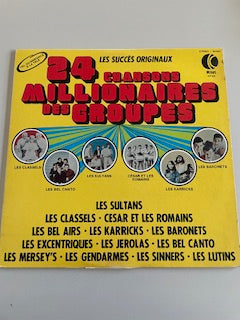 LES SUCCÈS ORIGINAUX
24 CHANSONS
MILLIONAIRES
DES GROUPES
K
LES CLASSELS
LES BEL CANTO
LES SULTANS
CESAR ET LES
ROMAINS
LES KARRICKS
LES BARONETS
LES SULTANS
LES CLASSELS · CESAR ET LES ROMAINS
LES BEL AIRS · LES KARRICKS · LES BARONETS
LES EXCENTRIQUES · LES JEROLAS · LES BEL CANTO
LES MERSEY'S · LES GENDARMES · LES SINNERS · LES LUTINS